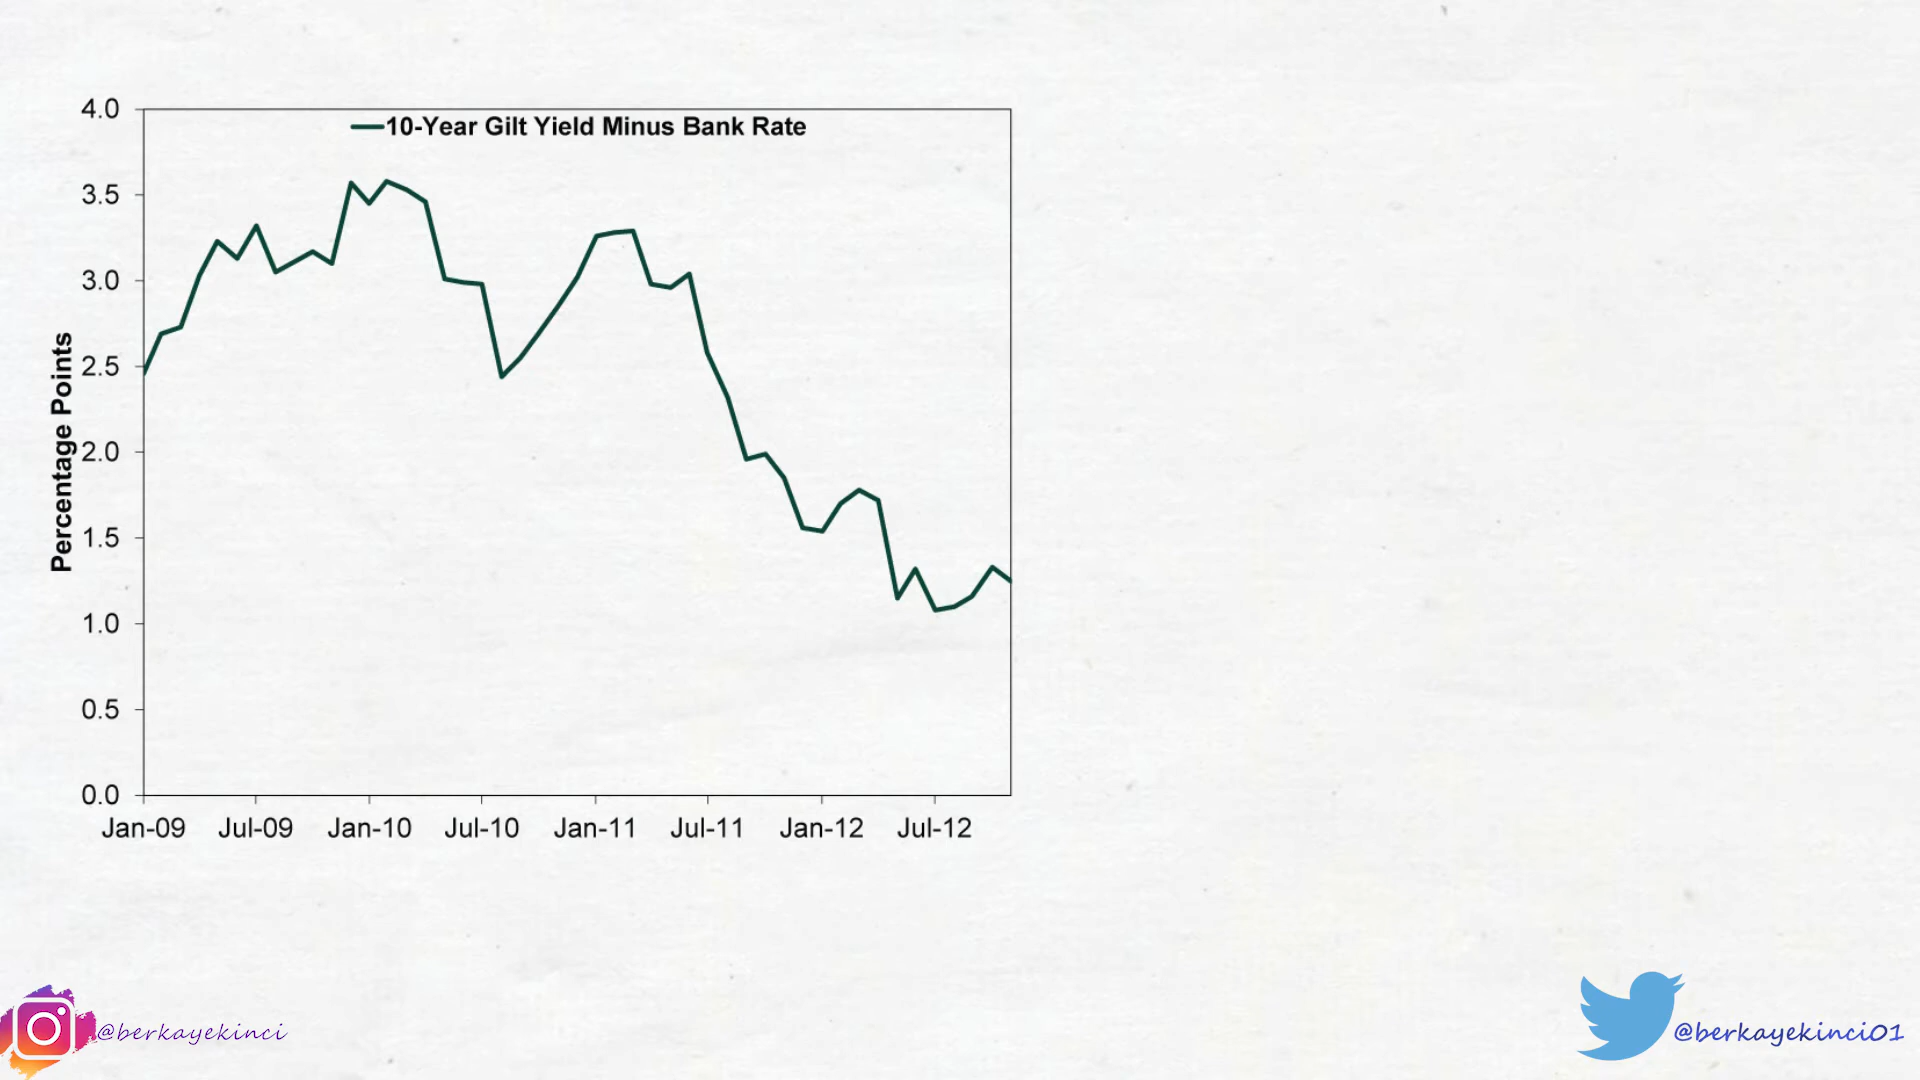 10-Year Gilt Yield Minus Bank Rate
Percentage Points
4.0
3.5
3.0
2.5
2.0
1.5
1.0
0.5
0.0
Jan-09 Jul-09 Jan-10 Jul-10 Jan-11 Jul-11 Jan-12 Jul-12
@berkayekinci
@berkayekinci01